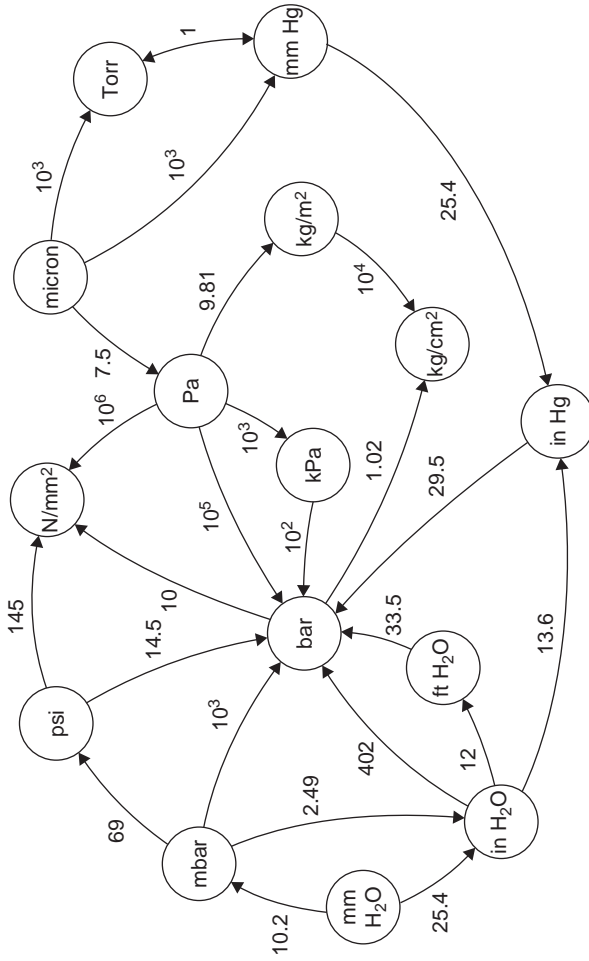 micron
Torr
mm Hg
10³
10³
1
7.5
Pa
9.81
kg/m²
10⁴
kg/cm²
25.4
10⁶
N/mm²
10⁵
10³
kPa
10²
1.02
in Hg
29.5
145
10
14.5
bar
psi
33.5
ft H₂O
13.6
10³
402
12
69
2.49
in H₂O
mbar
mm
H₂O
10.2
25.4